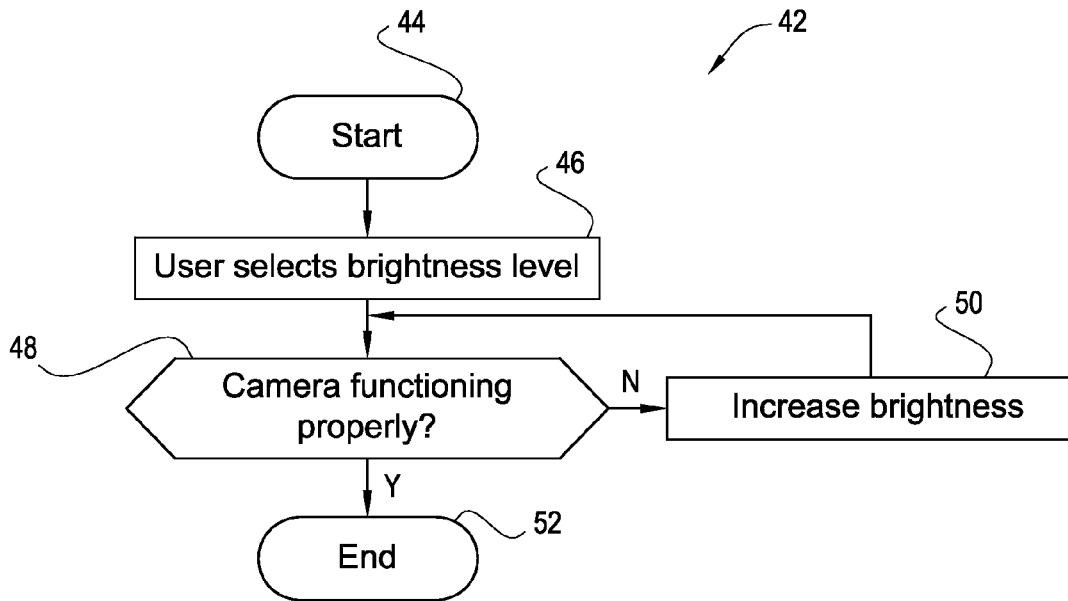 44
42
Start
46
User selects brightness level
50
48
Camera functioning
properly?
N
Increase brightness
Y
52
End